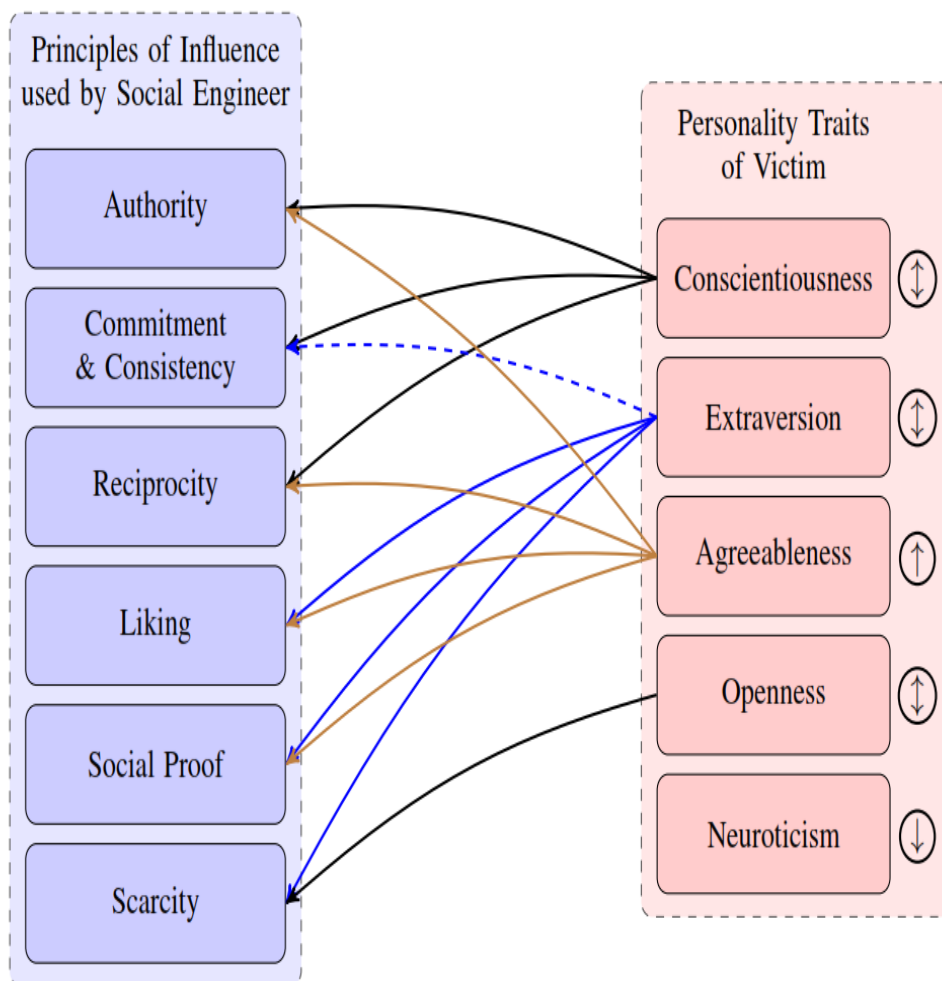 Principles of Influence
used by Social Engineer
Authority
Commitment
& Consistency
Reciprocity
Liking
Social Proof
Scarcity
Personality Traits
of Victim
Conscientiousness ↕
Extraversion ↕
Agreeableness ↑
Openness ↕
Neuroticism ↓